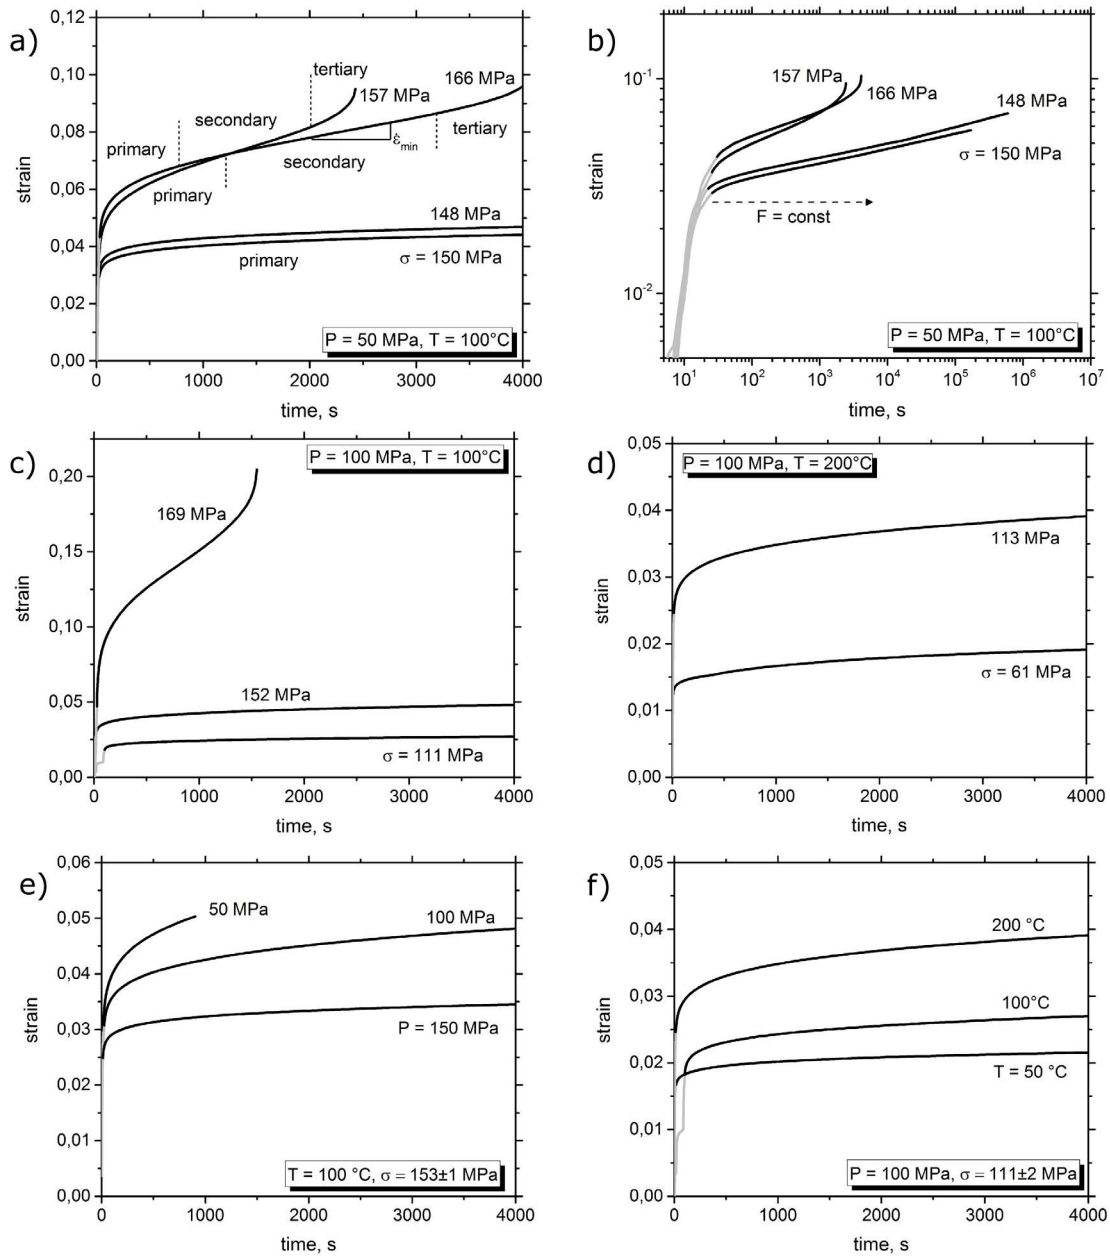 a)
0,12
0,10
0,08
0,06
0,04
0,02
0,00
strain
tertiary
166 MPa
157 MPa
secondary
primary
ε̇min
tertiary
secondary
primary
148 MPa
primary
σ = 150 MPa
P = 50 MPa, T = 100°C
0 1000 2000 3000 4000
time, s
b)
10-1
10-2
strain
157 MPa
166 MPa
148 MPa
σ = 150 MPa
F = const
P = 50 MPa, T = 100°C
101 102 103 104 105 106 107
time, s
c)
0,20
0,15
0,10
0,05
0,00
strain
P = 100 MPa, T = 100°C
169 MPa
152 MPa
σ = 111 MPa
0 1000 2000 3000 4000
time, s
d)
0,05
0,04
0,03
0,02
0,01
0,00
strain
P = 100 MPa, T = 200°C
113 MPa
σ = 61 MPa
0 1000 2000 3000 4000
time, s
e)
0,06
0,05
0,04
0,03
0,02
0,01
0,00
strain
50 MPa
100 MPa
P = 150 MPa
T = 100 °C, σ = 153±1 MPa
0 1000 2000 3000 4000
time, s
f)
0,05
0,04
0,03
0,02
0,01
0,00
strain
200 °C
100°C
T = 50 °C
P = 100 MPa, σ = 111±2 MPa
0 1000 2000 3000 4000
time, s